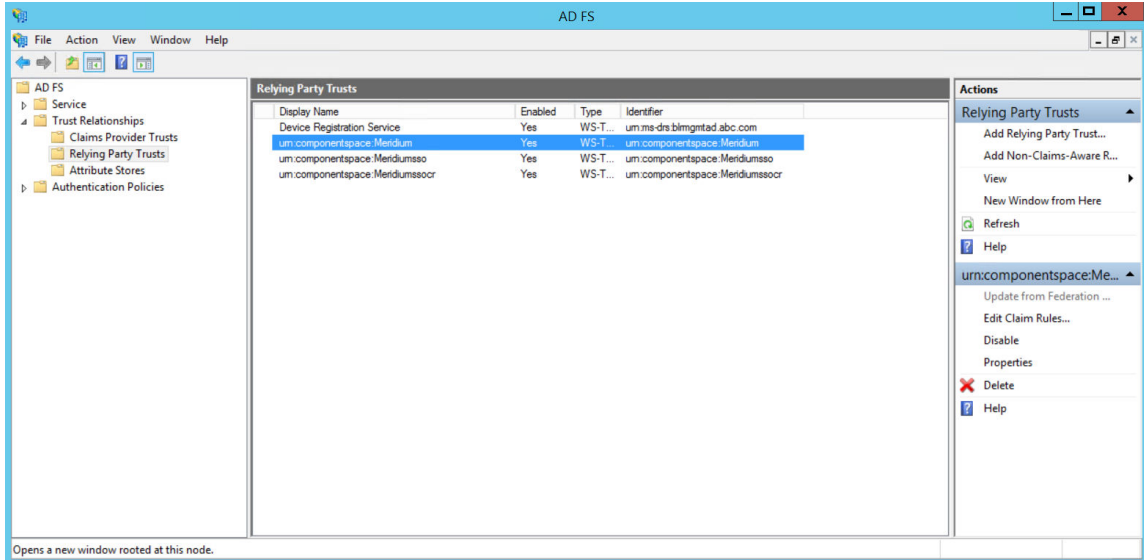 AD FS
File Action View Window Help
AD FS
Service
Trust Relationships
Claims Provider Trusts
Relying Party Trusts
Attribute Stores
Authentication Policies
Relying Party Trusts
Display Name Enabled Type Identifier
Device Registration Service Yes WS-T... urn:ms-drs:blrmgmtad.abc.com
urn:componentspace:Meridium Yes WS-T... urn:componentspace:Meridium
urn:componentspace:Meridiumsso Yes WS-T... urn:componentspace:Meridiumsso
urn:componentspace:Meridiumssocr Yes WS-T... urn:componentspace:Meridiumssocr
Actions
Relying Party Trusts
Add Relying Party Trust...
Add Non-Claims-Aware R...
View
New Window from Here
Refresh
Help
urn:componentspace:Me...
Update from Federation ...
Edit Claim Rules...
Disable
Properties
Delete
Help
Opens a new window rooted at this node.